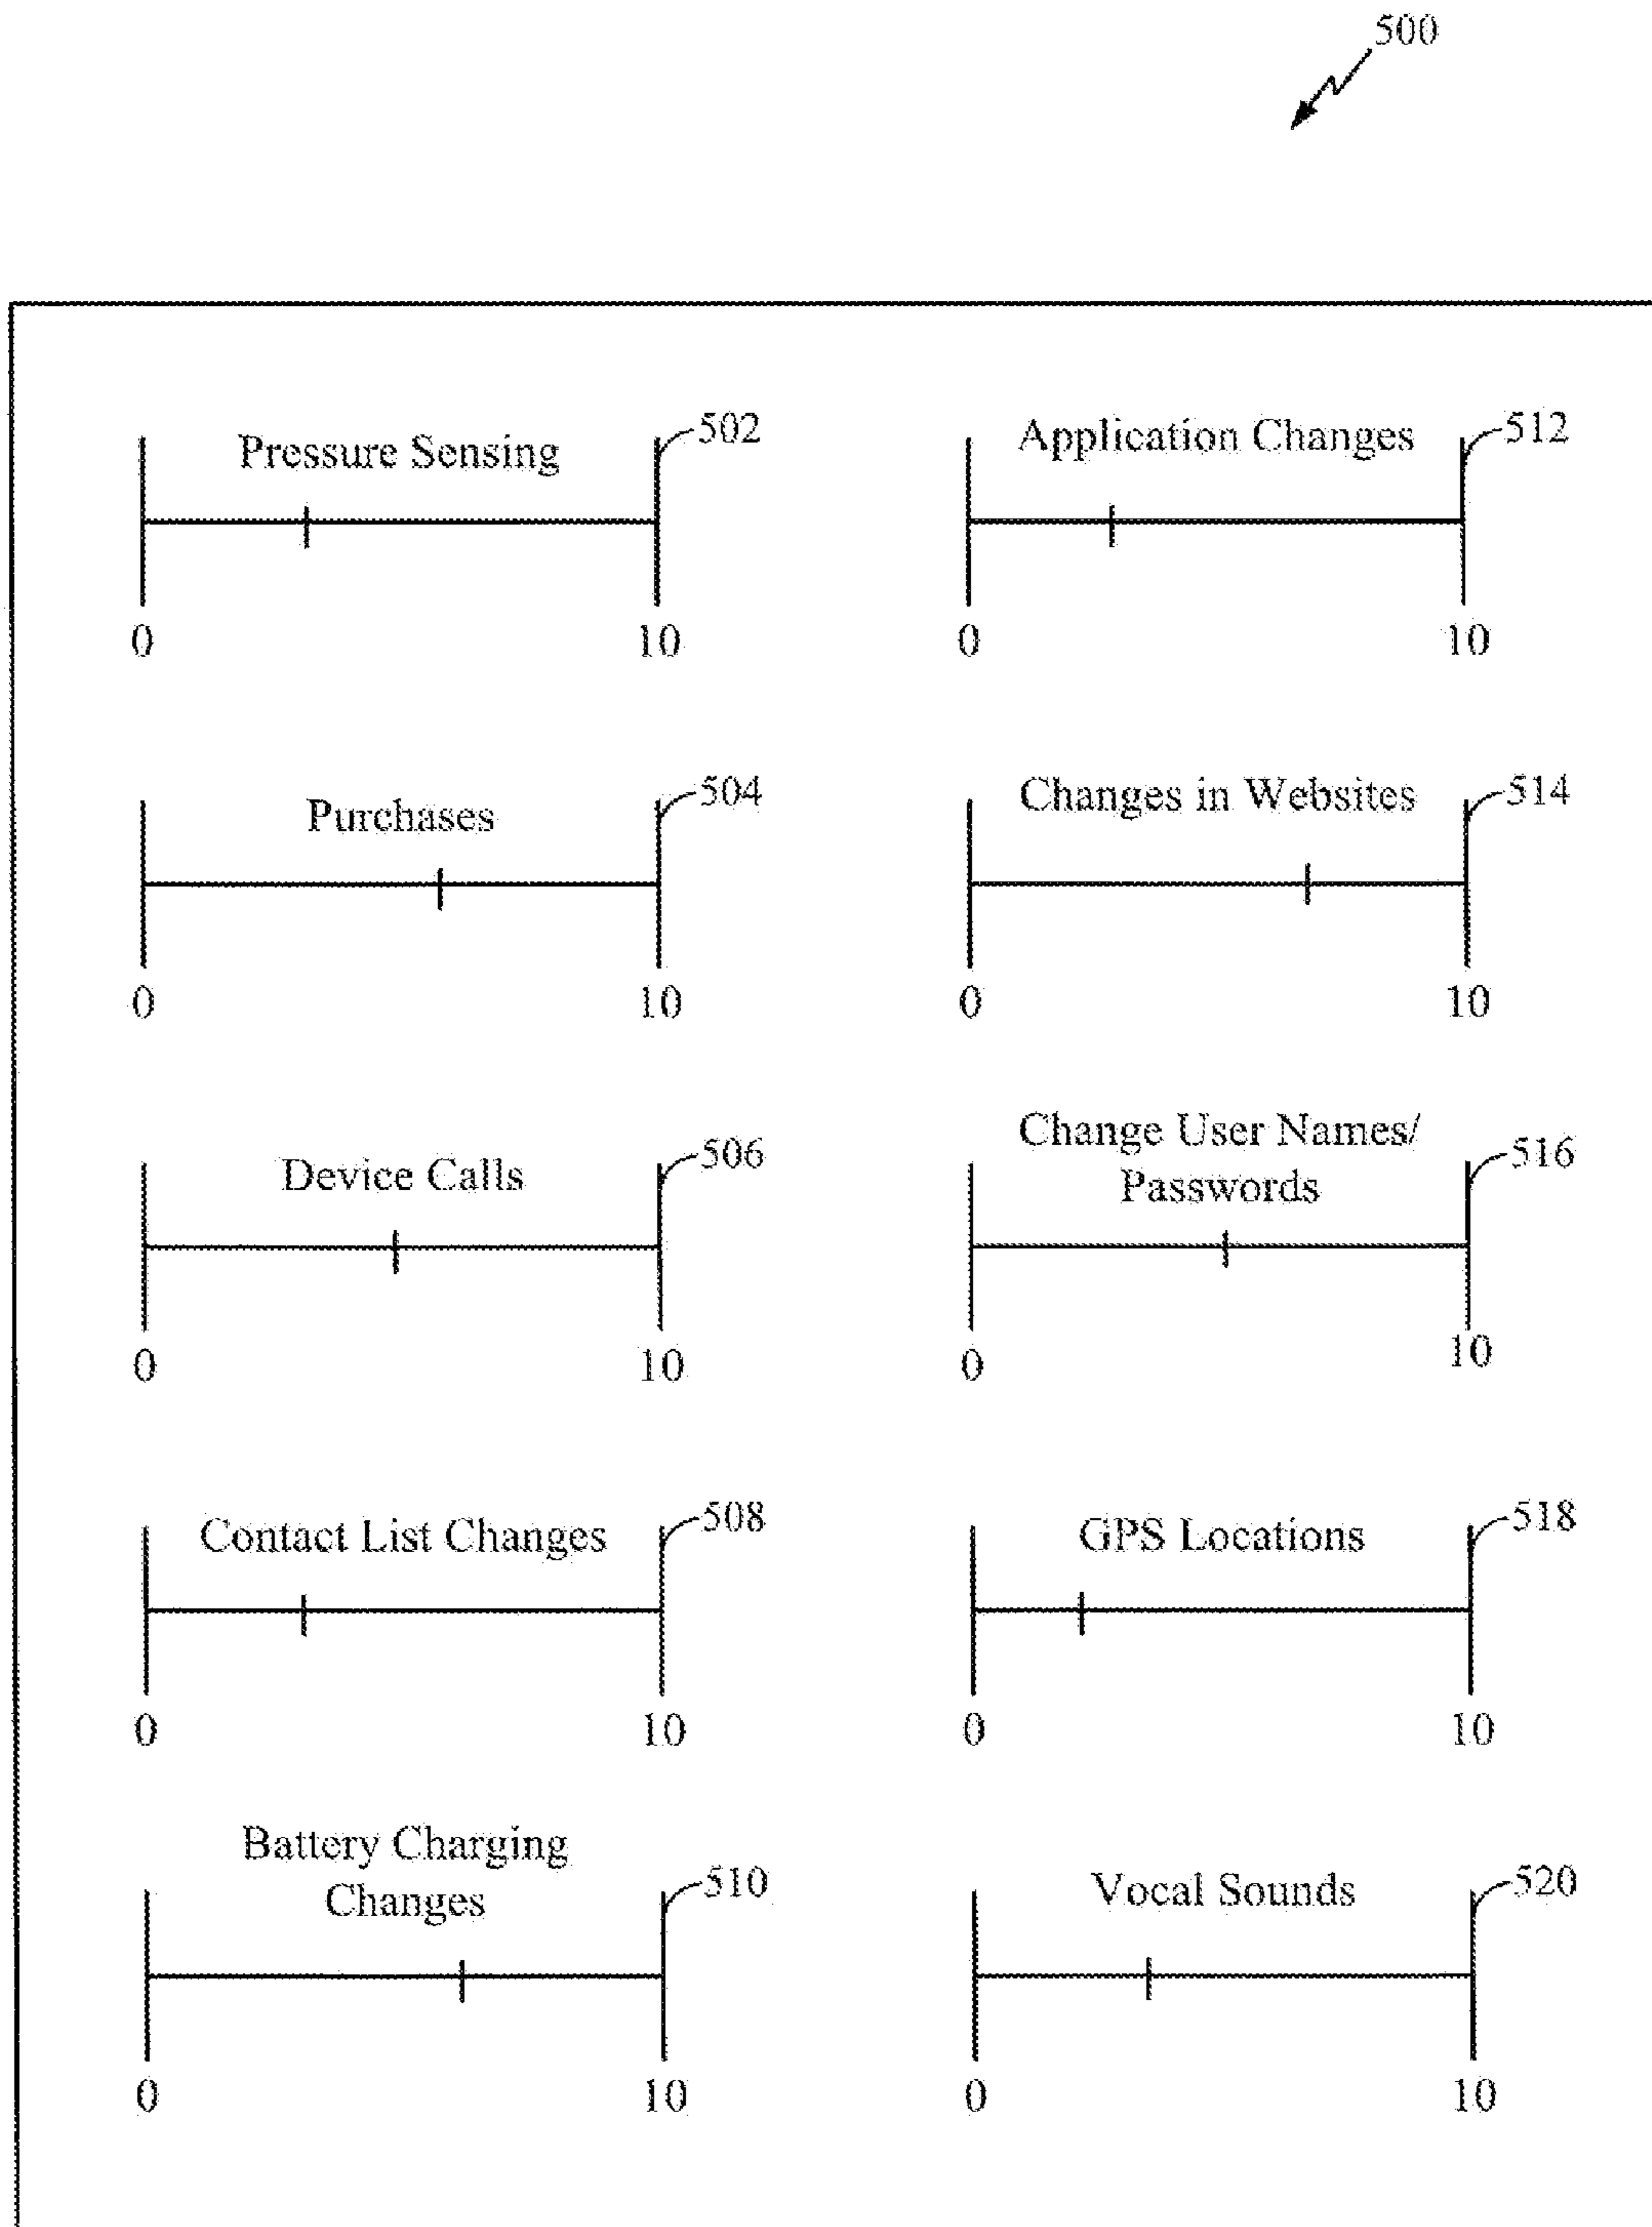 500
Pressure Sensing
502
0
10
Application Changes
512
0
10
Purchases
504
0
10
Changes in Websites
514
0
10
Device Calls
506
0
10
Change User Names/
Passwords
516
0
10
Contact List Changes
508
0
10
GPS Locations
518
0
10
Battery Charging
Changes
510
0
10
Vocal Sounds
520
0
10